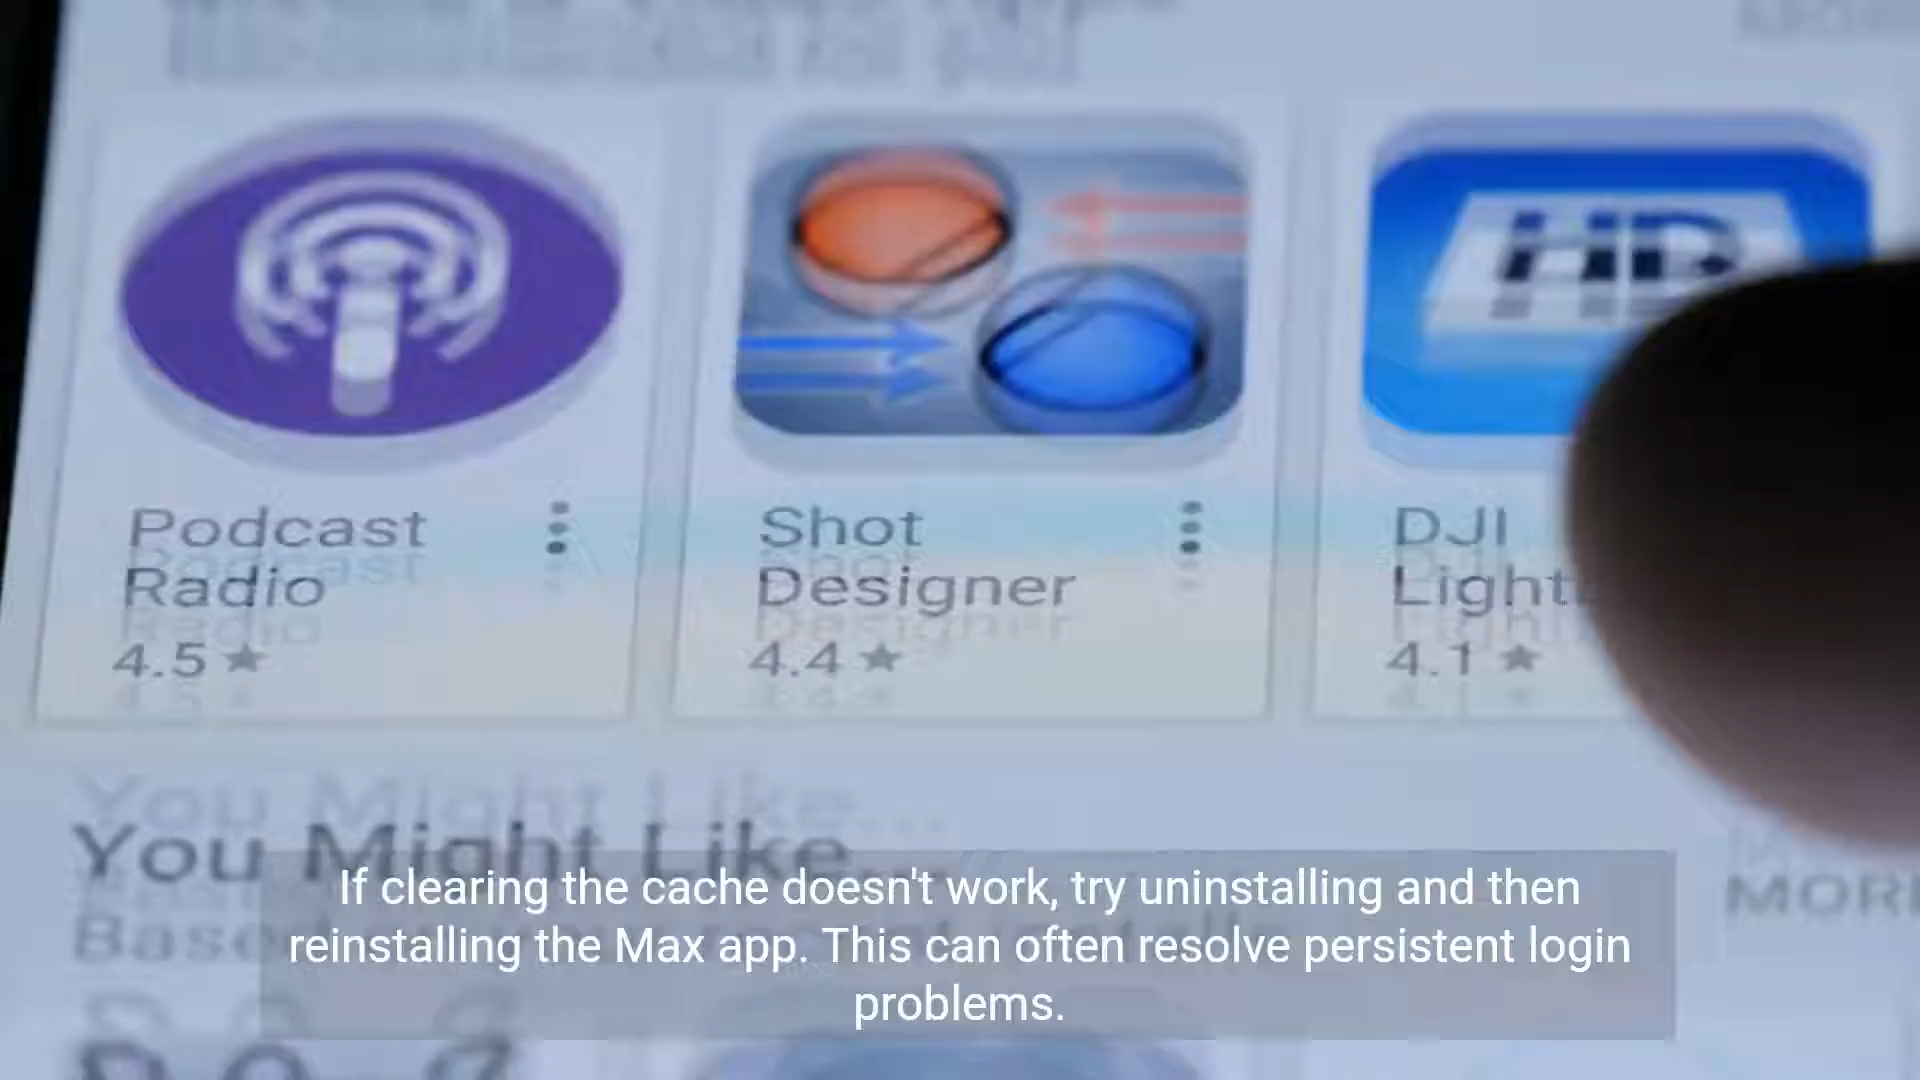 HD
Podcast
Radio
4.5
Shot
Designer
4.4
DJI
Light
4.1
You Might Like...
MORE
If clearing the cache doesn't work, try uninstalling and then
reinstalling the Max app. This can often resolve persistent login
problems.